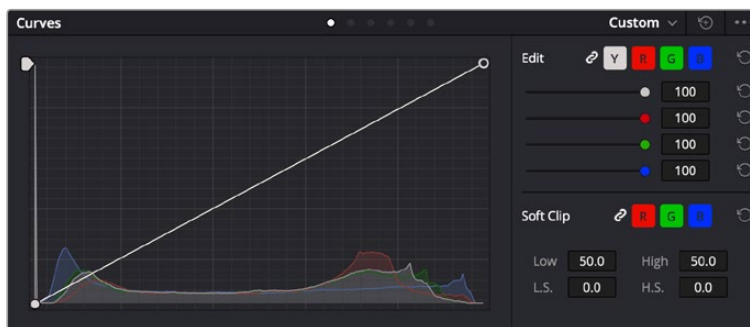 Curves
Custom
Edit Y R G B
100
100
100
100
Soft Clip R G B
Low 50.0 High 50.0
L.S. 0.0 H.S. 0.0